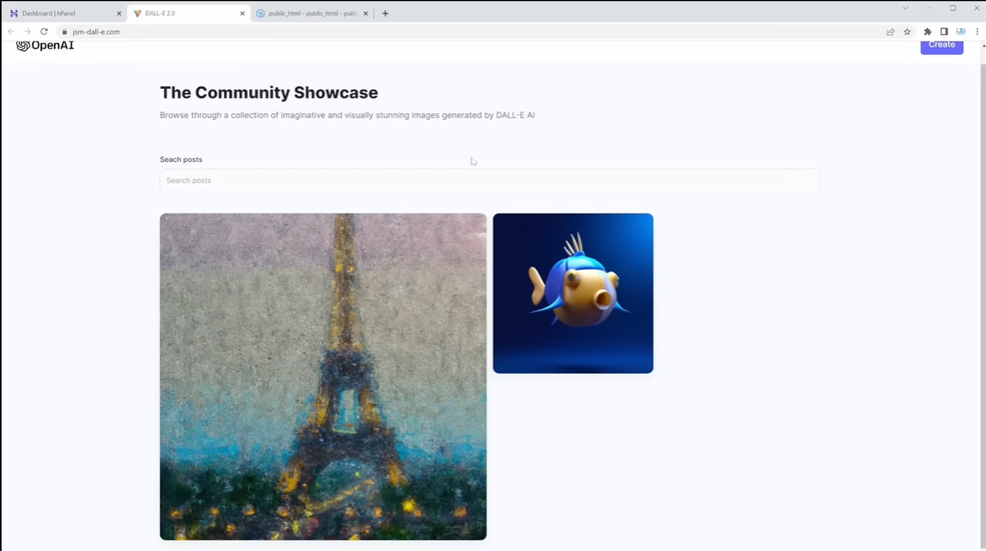 Dashboard | hPanel
DALL-E 2.0
public_html - public_html - publ
jsm-dall-e.com
OpenAI
Create
The Community Showcase
Browse through a collection of imaginative and visually stunning images generated by DALL-E AI
Seach posts
Search posts